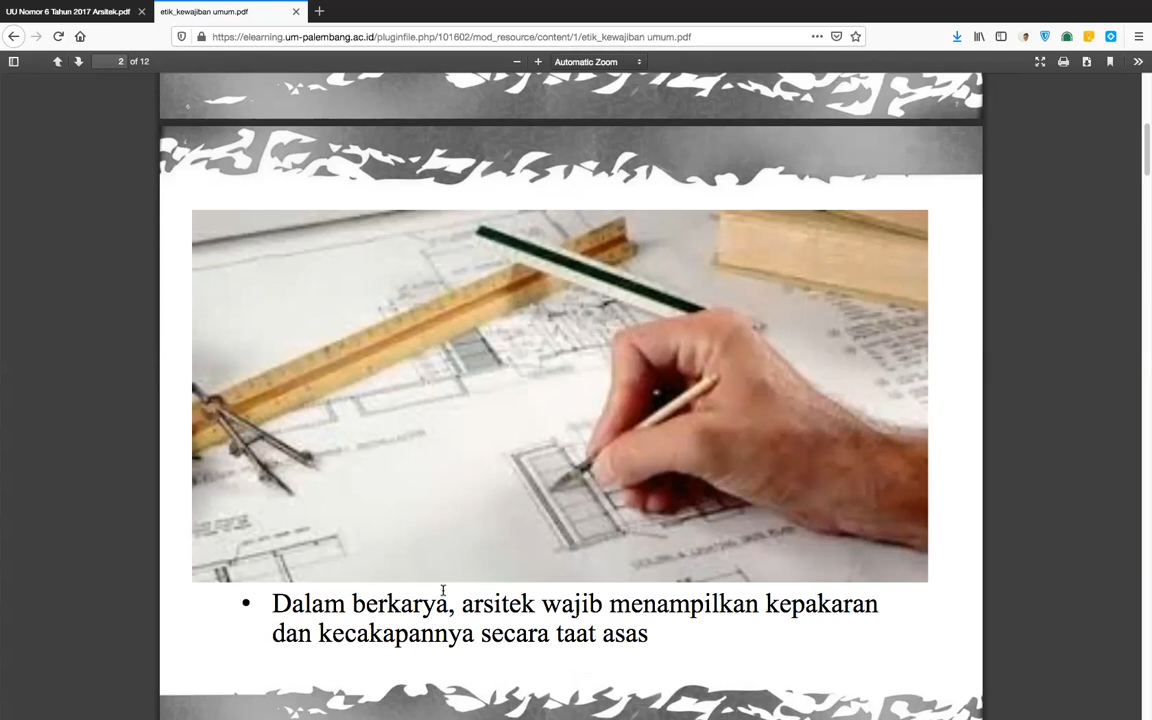 UU Nomor 6 Tahun 2017 Arsitek.pdf
etik_kewajiban umum.pdf
https://elearning.um-palembang.ac.id/pluginfile.php/101602/mod_resource/content/1/etik_kewajiban umum.pdf
2 of 12
Automatic Zoom
6
7
• Dalam berkarya, arsitek wajib menampilkan kepakaran
dan kecakapannya secara taat asas